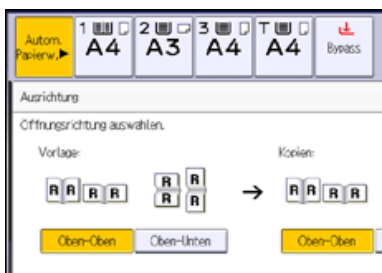 Autom. Papierw.▶
1 A4
2 A3
3 A4
T A4
Bypass
Ausrichtung
Öffnungsrichtung auswählen.
Vorlage: Kopien:
R R R R R R R R → R R R R
Oben-Oben Oben-Unten Oben-Oben